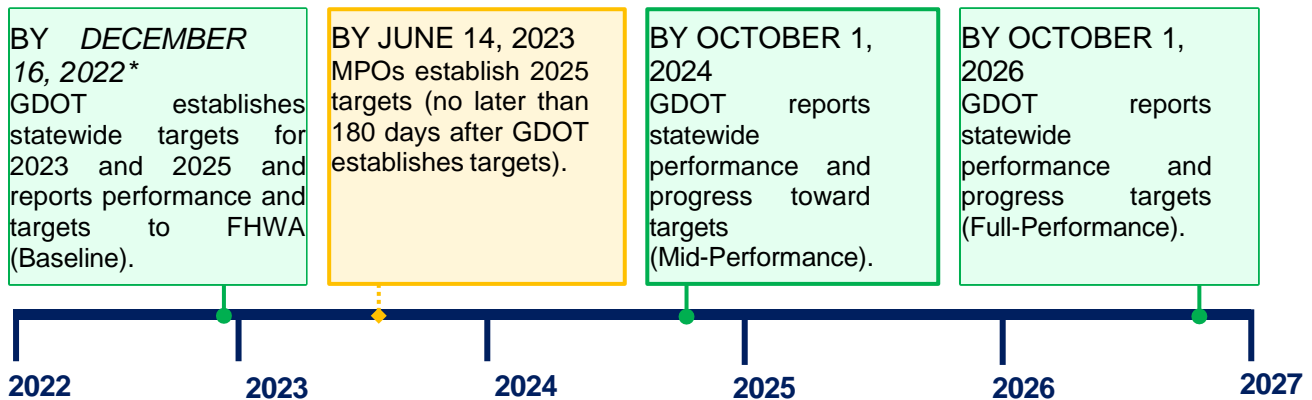 BY DECEMBER
16, 2022*
GDOT establishes
statewide targets for
2023 and 2025 and
reports performance and
targets to FHWA
(Baseline).
BY JUNE 14, 2023
MPOs establish 2025
targets (no later than
180 days after GDOT
establishes targets).
BY OCTOBER 1,
2024
GDOT reports
statewide
performance and
progress toward
targets
(Mid-Performance).
BY OCTOBER 1,
2026
GDOT reports
statewide
performance and
progress targets
(Full-Performance).
2022
2023
2024
2025
2026
2027